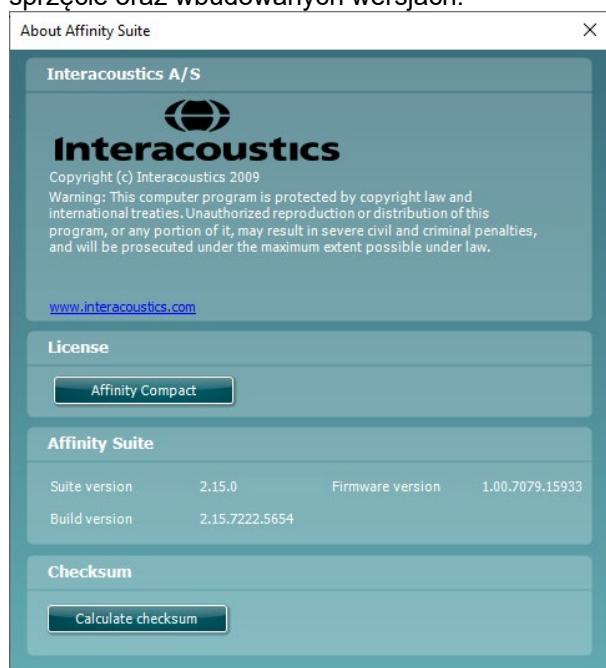 sprzęcie oraz wbudowanych wersjach.
About Affinity Suite
Interacoustics A/S
Interacoustics
Copyright (c) Interacoustics 2009
Warning: This computer program is protected by copyright law and
international treaties. Unauthorized reproduction or distribution of this
program, or any portion of it, may result in severe civil and criminal penalties,
and will be prosecuted under the maximum extent possible under law.
www.interacoustics.com
License
Affinity Compact
Affinity Suite
Suite version 2.15.0 Firmware version 1.00.7079.15933
Build version 2.15.7222.5654
Checksum
Calculate checksum